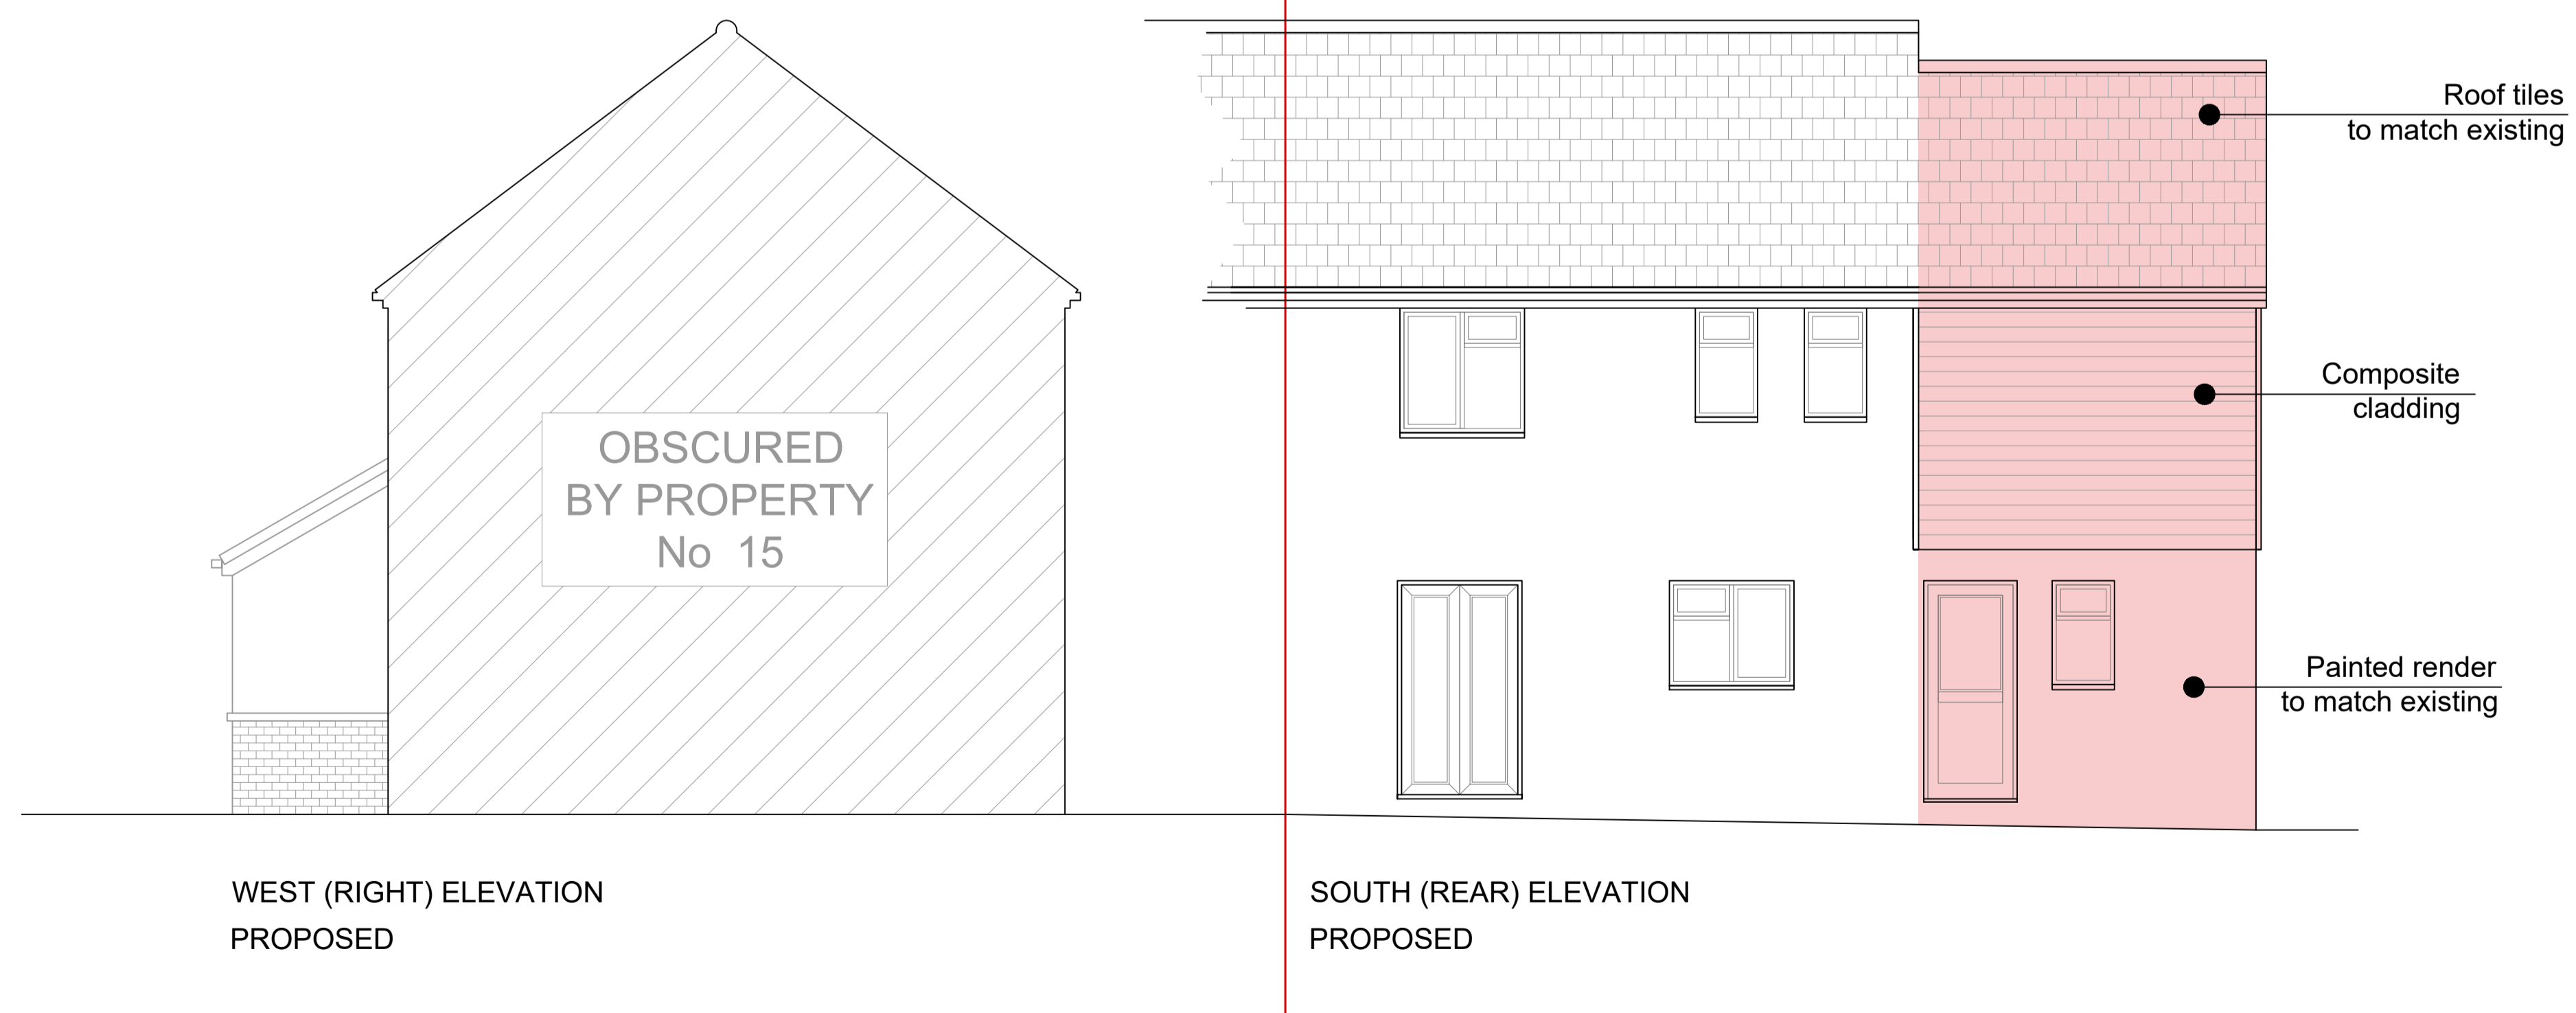 Roof tiles
to match existing
Composite
cladding
OBSCURED
BY PROPERTY
No 15
Painted render
to match existing
WEST (RIGHT) ELEVATION
PROPOSED
SOUTH (REAR) ELEVATION
PROPOSED